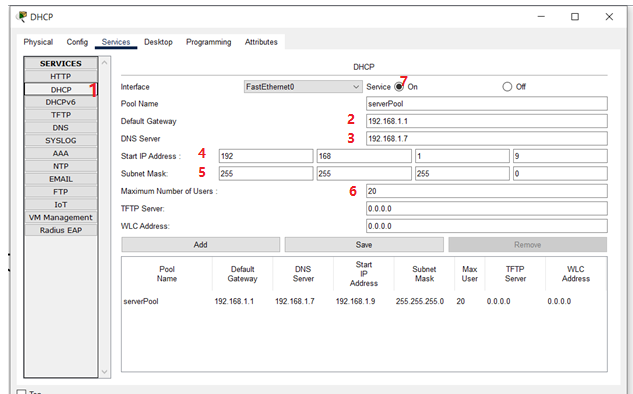 DHCP
Physical Config Services Desktop Programming Attributes
SERVICES
HTTP
DHCP 1
DHCPv6
TFTP
DNS
SYSLOG
AAA
NTP
EMAIL
FTP
IoT
VM Management
Radius EAP
DHCP
Interface FastEthernet0 Service 7 On Off
Pool Name serverPool
Default Gateway 2 192.168.1.1
DNS Server 3 192.168.1.7
Start IP Address : 4 192 168 1 9
Subnet Mask: 5 255 255 255 0
Maximum Number of Users : 6 20
TFTP Server: 0.0.0.0
WLC Address: 0.0.0.0
Add Save Remove
Pool Name Default Gateway DNS Server Start IP Address Subnet Mask Max User TFTP Server WLC Address
serverPool 192.168.1.1 192.168.1.7 192.168.1.9 255.255.255.0 20 0.0.0.0 0.0.0.0